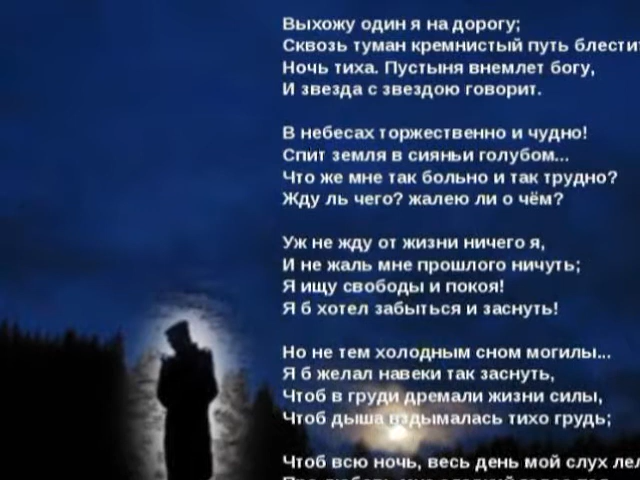 Выхожу один я на дорогу;
Сквозь туман кремнистый путь блестит
Ночь тиха. Пустыня внемлет богу,
И звезда с звездою говорит.

В небесах торжественно и чудно!
Спит земля в сияньи голубом...
Что же мне так больно и так трудно?
Жду ль чего? жалею ли о чём?

Уж не жду от жизни ничего я,
И не жаль мне прошлого ничуть;
Я ищу свободы и покоя!
Я б хотел забыться и заснуть!

Но не тем холодным сном могилы...
Я б желал навеки так заснуть,
Чтоб в груди дремали жизни силы,
Чтоб дыша вздымалась тихо грудь;

Чтоб всю ночь, весь день мой слух